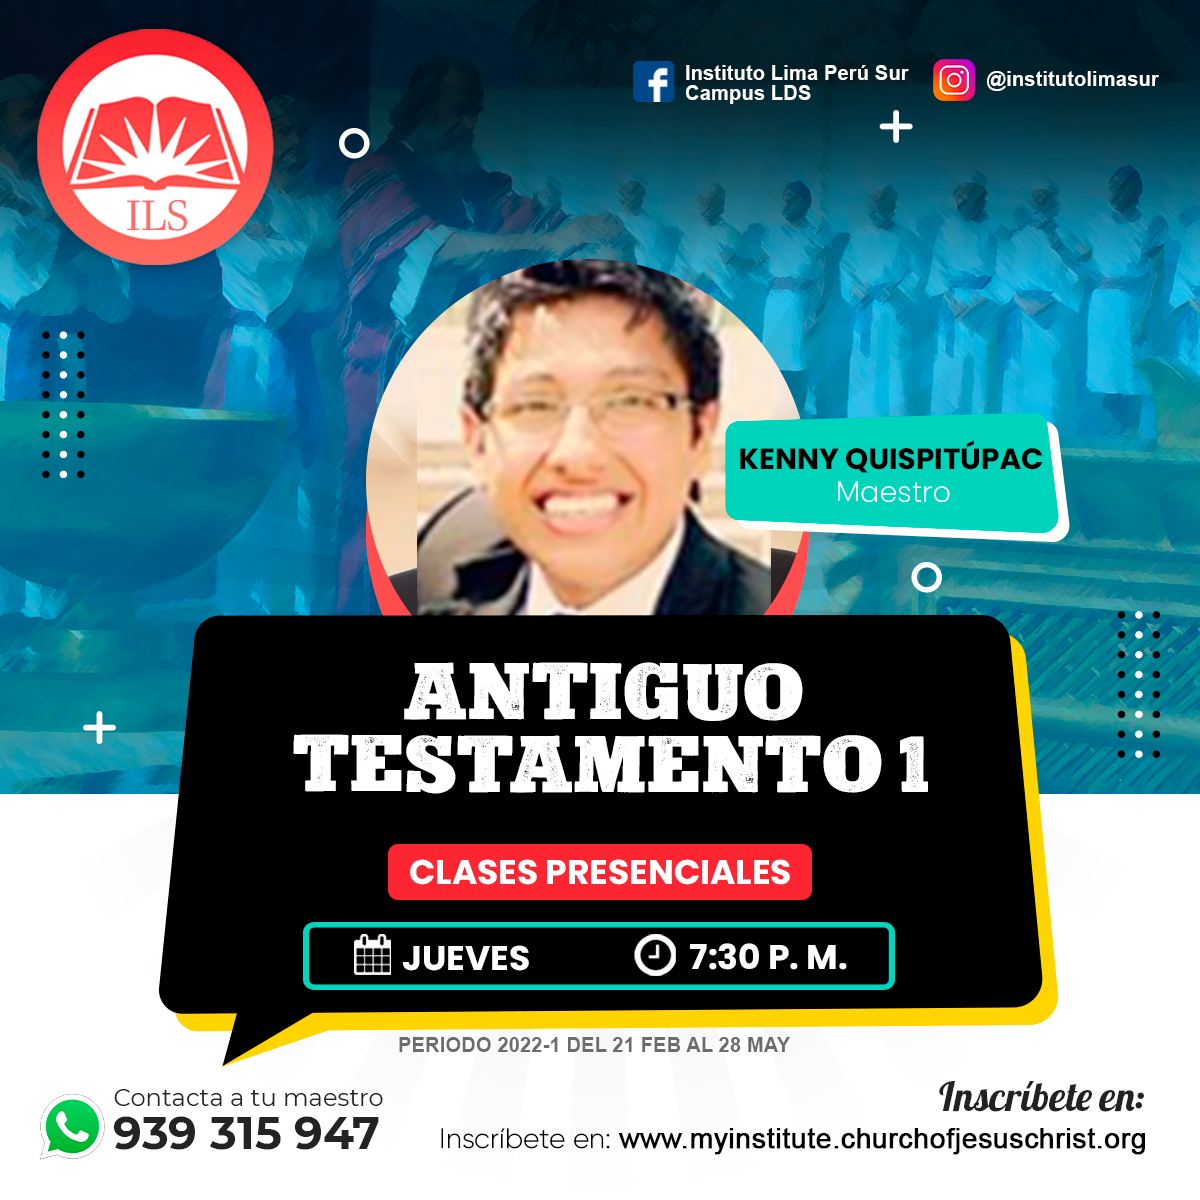 ILS
Instituto Lima Perú Sur
Campus LDS
@institutolimasur
KENNY QUISPITÚPAC
Maestro
ANTIGUO
TESTAMENTO 1
CLASES PRESENCIALES
JUEVES
7:30 P. M.
PERIODO 2022-1 DEL 21 FEB AL 28 MAY
Contacta a tu maestro
939 315 947
Inscríbete en:
Inscríbete en: www.myinstitute.churchofjesuschrist.org